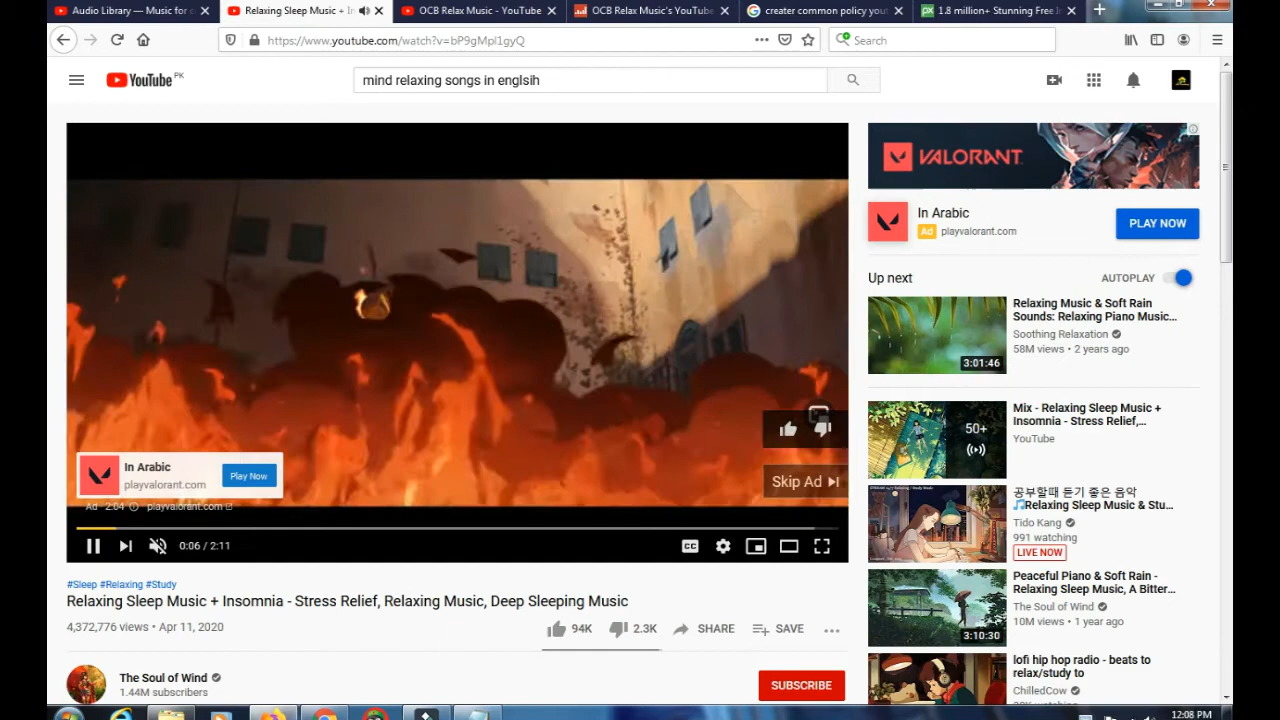 Audio Library — Music for c
Relaxing Sleep Music + In
OCB Relax Music - YouTube
OCB Relax Music's YouTube
creater common policy yout
1.8 million+ Stunning Free I
https://www.youtube.com/watch?v=bP9gMpl1gyQ
Search
YouTube PK
mind relaxing songs in englsih
VALORANT
In Arabic
Ad playvalorant.com
PLAY NOW
Up next
AUTOPLAY
Relaxing Music & Soft Rain
Sounds: Relaxing Piano Music...
Soothing Relaxation
58M views • 2 years ago
3:01:46
Mix - Relaxing Sleep Music +
Insomnia - Stress Relief,...
YouTube
50+
공부할때 듣기 좋은 음악
🎵Relaxing Sleep Music & Stu...
Tido Kang
991 watching
LIVE NOW
Peaceful Piano & Soft Rain -
Relaxing Sleep Music, A Bitter...
The Soul of Wind
10M views • 1 year ago
3:10:30
lofi hip hop radio - beats to
relax/study to
ChilledCow
In Arabic
playvalorant.com
Play Now
Skip Ad
Ad · 2:04 playvalorant.com
0:06 / 2:11
CC
#Sleep #Relaxing #Study
Relaxing Sleep Music + Insomnia - Stress Relief, Relaxing Music, Deep Sleeping Music
4,372,776 views • Apr 11, 2020
94K
2.3K
SHARE
SAVE
The Soul of Wind
1.44M subscribers
SUBSCRIBE
12:08 PM